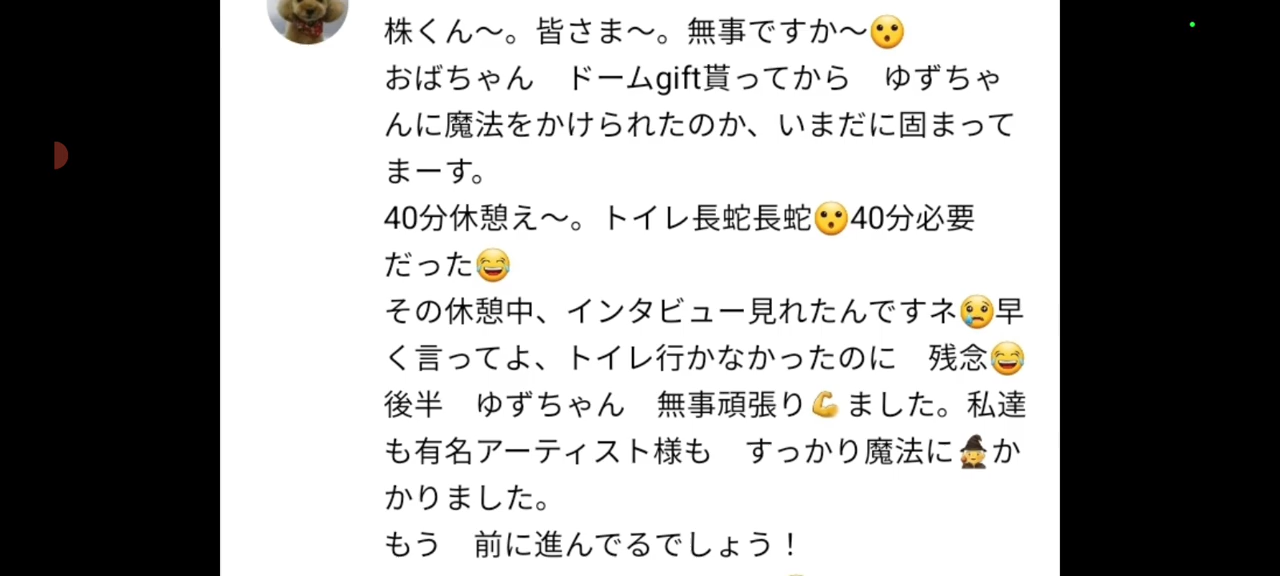 株くん〜。皆さま〜。無事ですか〜😮
おばちゃん　ドームgift貰ってから　ゆずちゃ
んに魔法をかけられたのか、いまだに固まって
まーす。
40分休憩え〜。トイレ長蛇長蛇😮40分必要
だった😂
その休憩中、インタビュー見れたんですネ😢早
く言ってよ、トイレ行かなかったのに　残念😂
後半　ゆずちゃん　無事頑張り💪ました。私達
も有名アーティスト様も　すっかり魔法に🧙‍♀️か
かりました。
もう　前に進んでるでしょう！